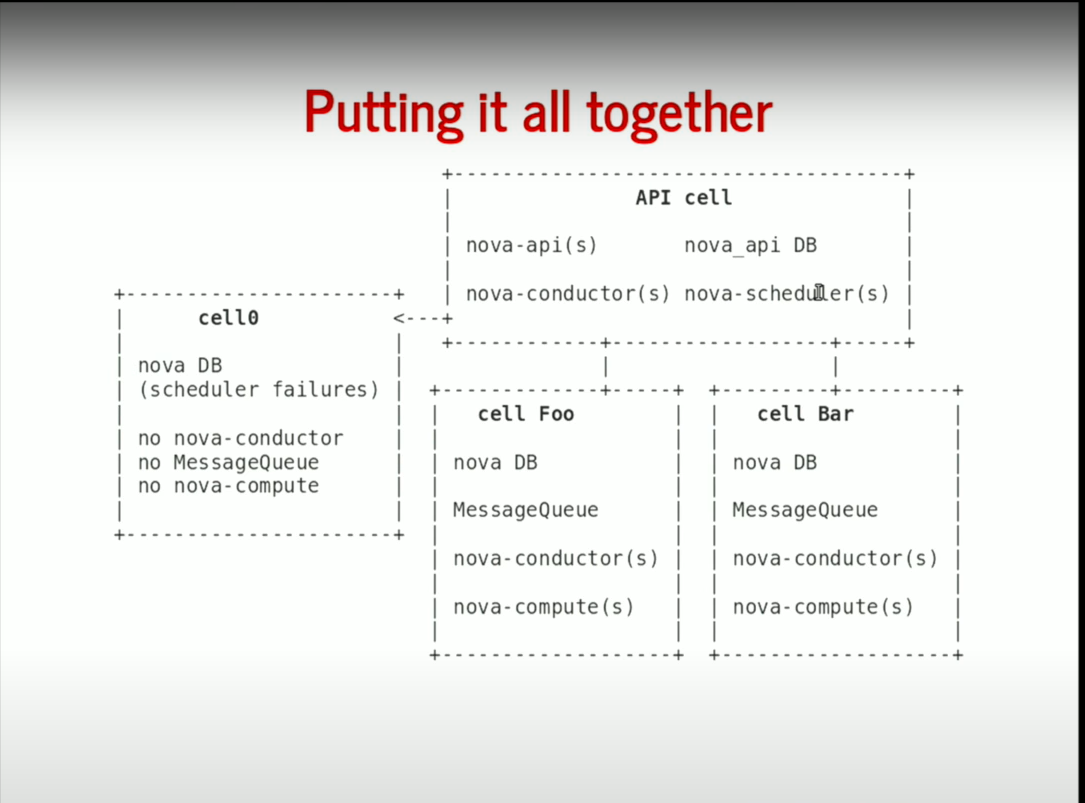 Putting it all together
API cell
nova-api(s) nova_api DB
nova-conductor(s) nova-scheduler(s)
cell0
nova DB
(scheduler failures)
no nova-conductor
no MessageQueue
no nova-compute
cell Foo
nova DB
MessageQueue
nova-conductor(s)
nova-compute(s)
cell Bar
nova DB
MessageQueue
nova-conductor(s)
nova-compute(s)